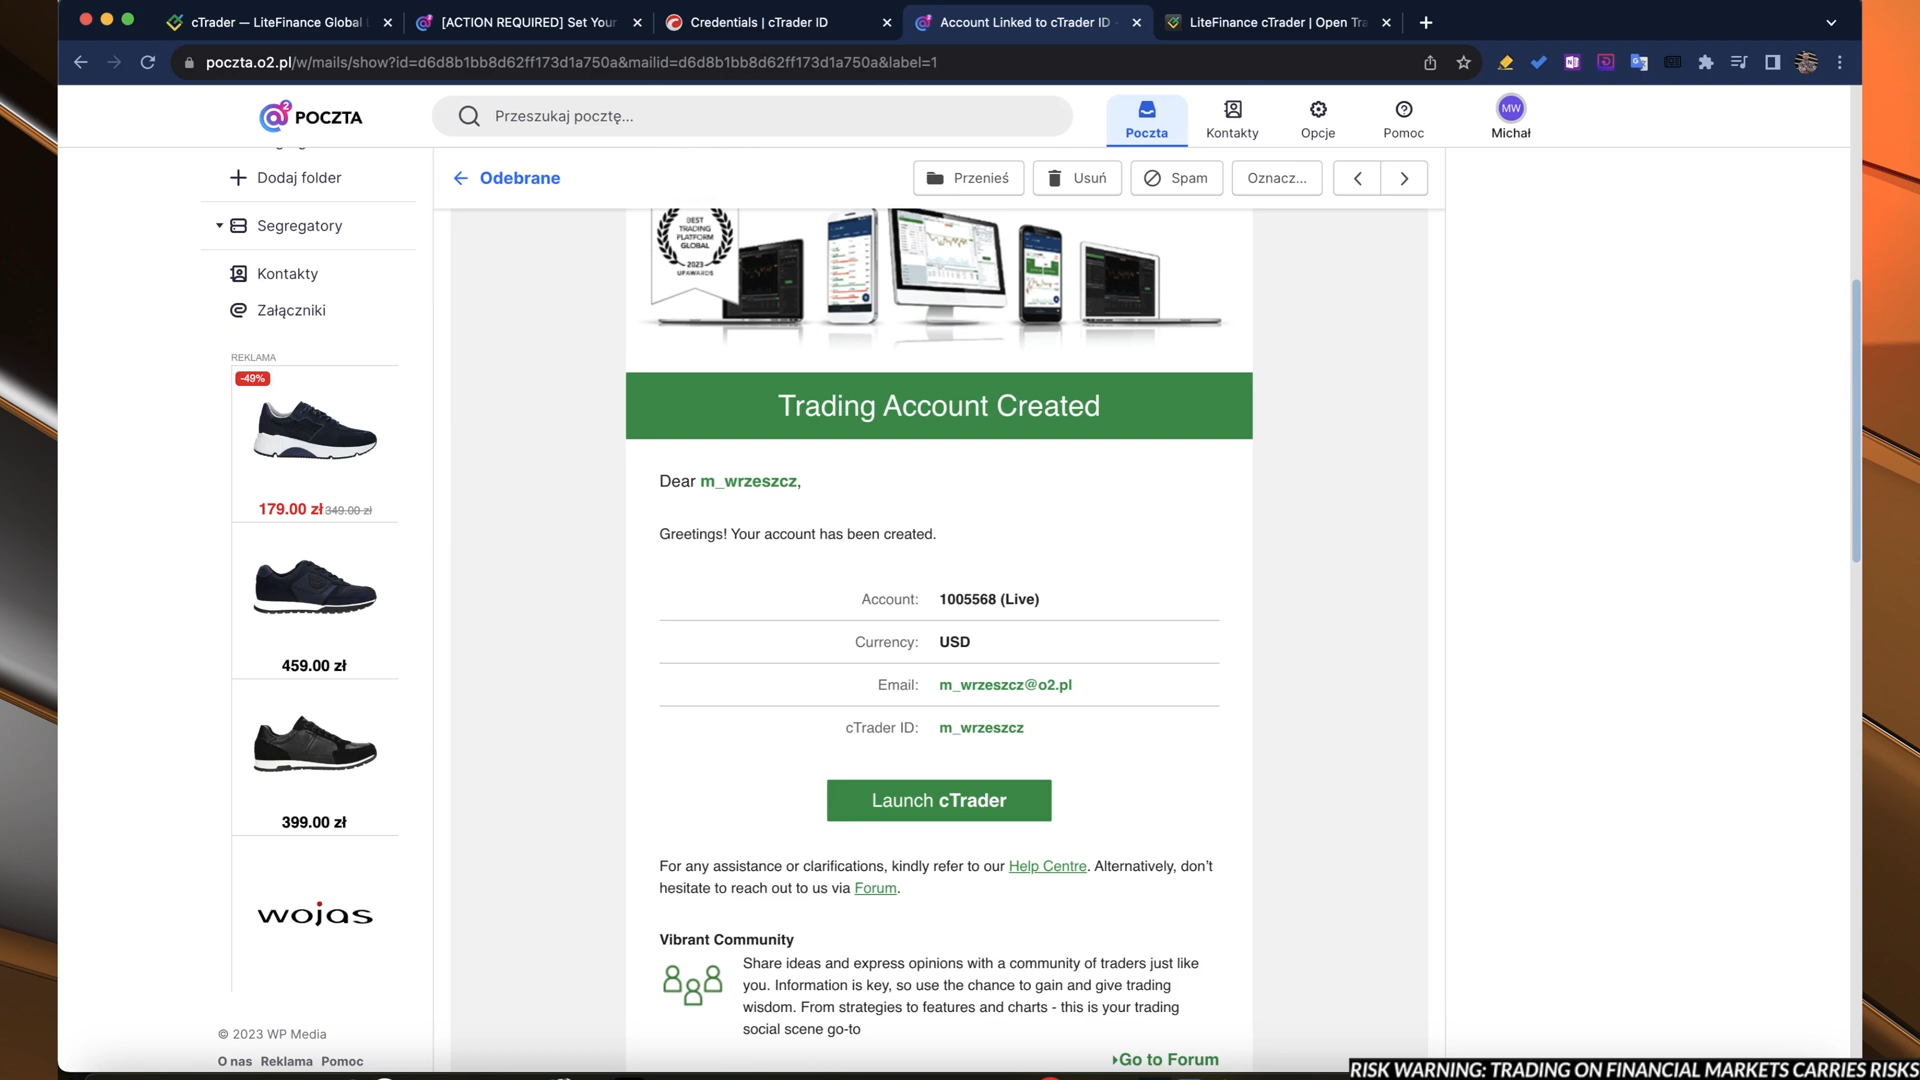 cTrader — LiteFinance Global
[ACTION REQUIRED] Set Your
Credentials | cTrader ID
Account Linked to cTrader ID
LiteFinance cTrader | Open Tra
poczta.o2.pl/w/mails/show?id=d6d8b1bb8d62ff173d1a750a&mailid=d6d8b1bb8d62ff173d1a750a&label=1
POCZTA
Przeszukaj pocztę...
Poczta
Kontakty
Opcje
Pomoc
MW
Michał
Dodaj folder
Segregatory
Kontakty
Załączniki
REKLAMA
-49%
179.00 zł 349.00 zł
459.00 zł
399.00 zł
wojas
© 2023 WP Media
O nas Reklama Pomoc
Odebrane
Przenieś
Usuń
Spam
Oznacz...
BEST
TRADING
PLATFORM
GLOBAL
2023
UFAWARDS
Trading Account Created
Dear m_wrzeszcz,
Greetings! Your account has been created.
Account: 1005568 (Live)
Currency: USD
Email: m_wrzeszcz@o2.pl
cTrader ID: m_wrzeszcz
Launch cTrader
For any assistance or clarifications, kindly refer to our Help Centre. Alternatively, don’t
hesitate to reach out to us via Forum.
Vibrant Community
Share ideas and express opinions with a community of traders just like
you. Information is key, so use the chance to gain and give trading
wisdom. From strategies to features and charts - this is your trading
social scene go-to
Go to Forum
RISK WARNING: TRADING ON FINANCIAL MARKETS CARRIES RISKS